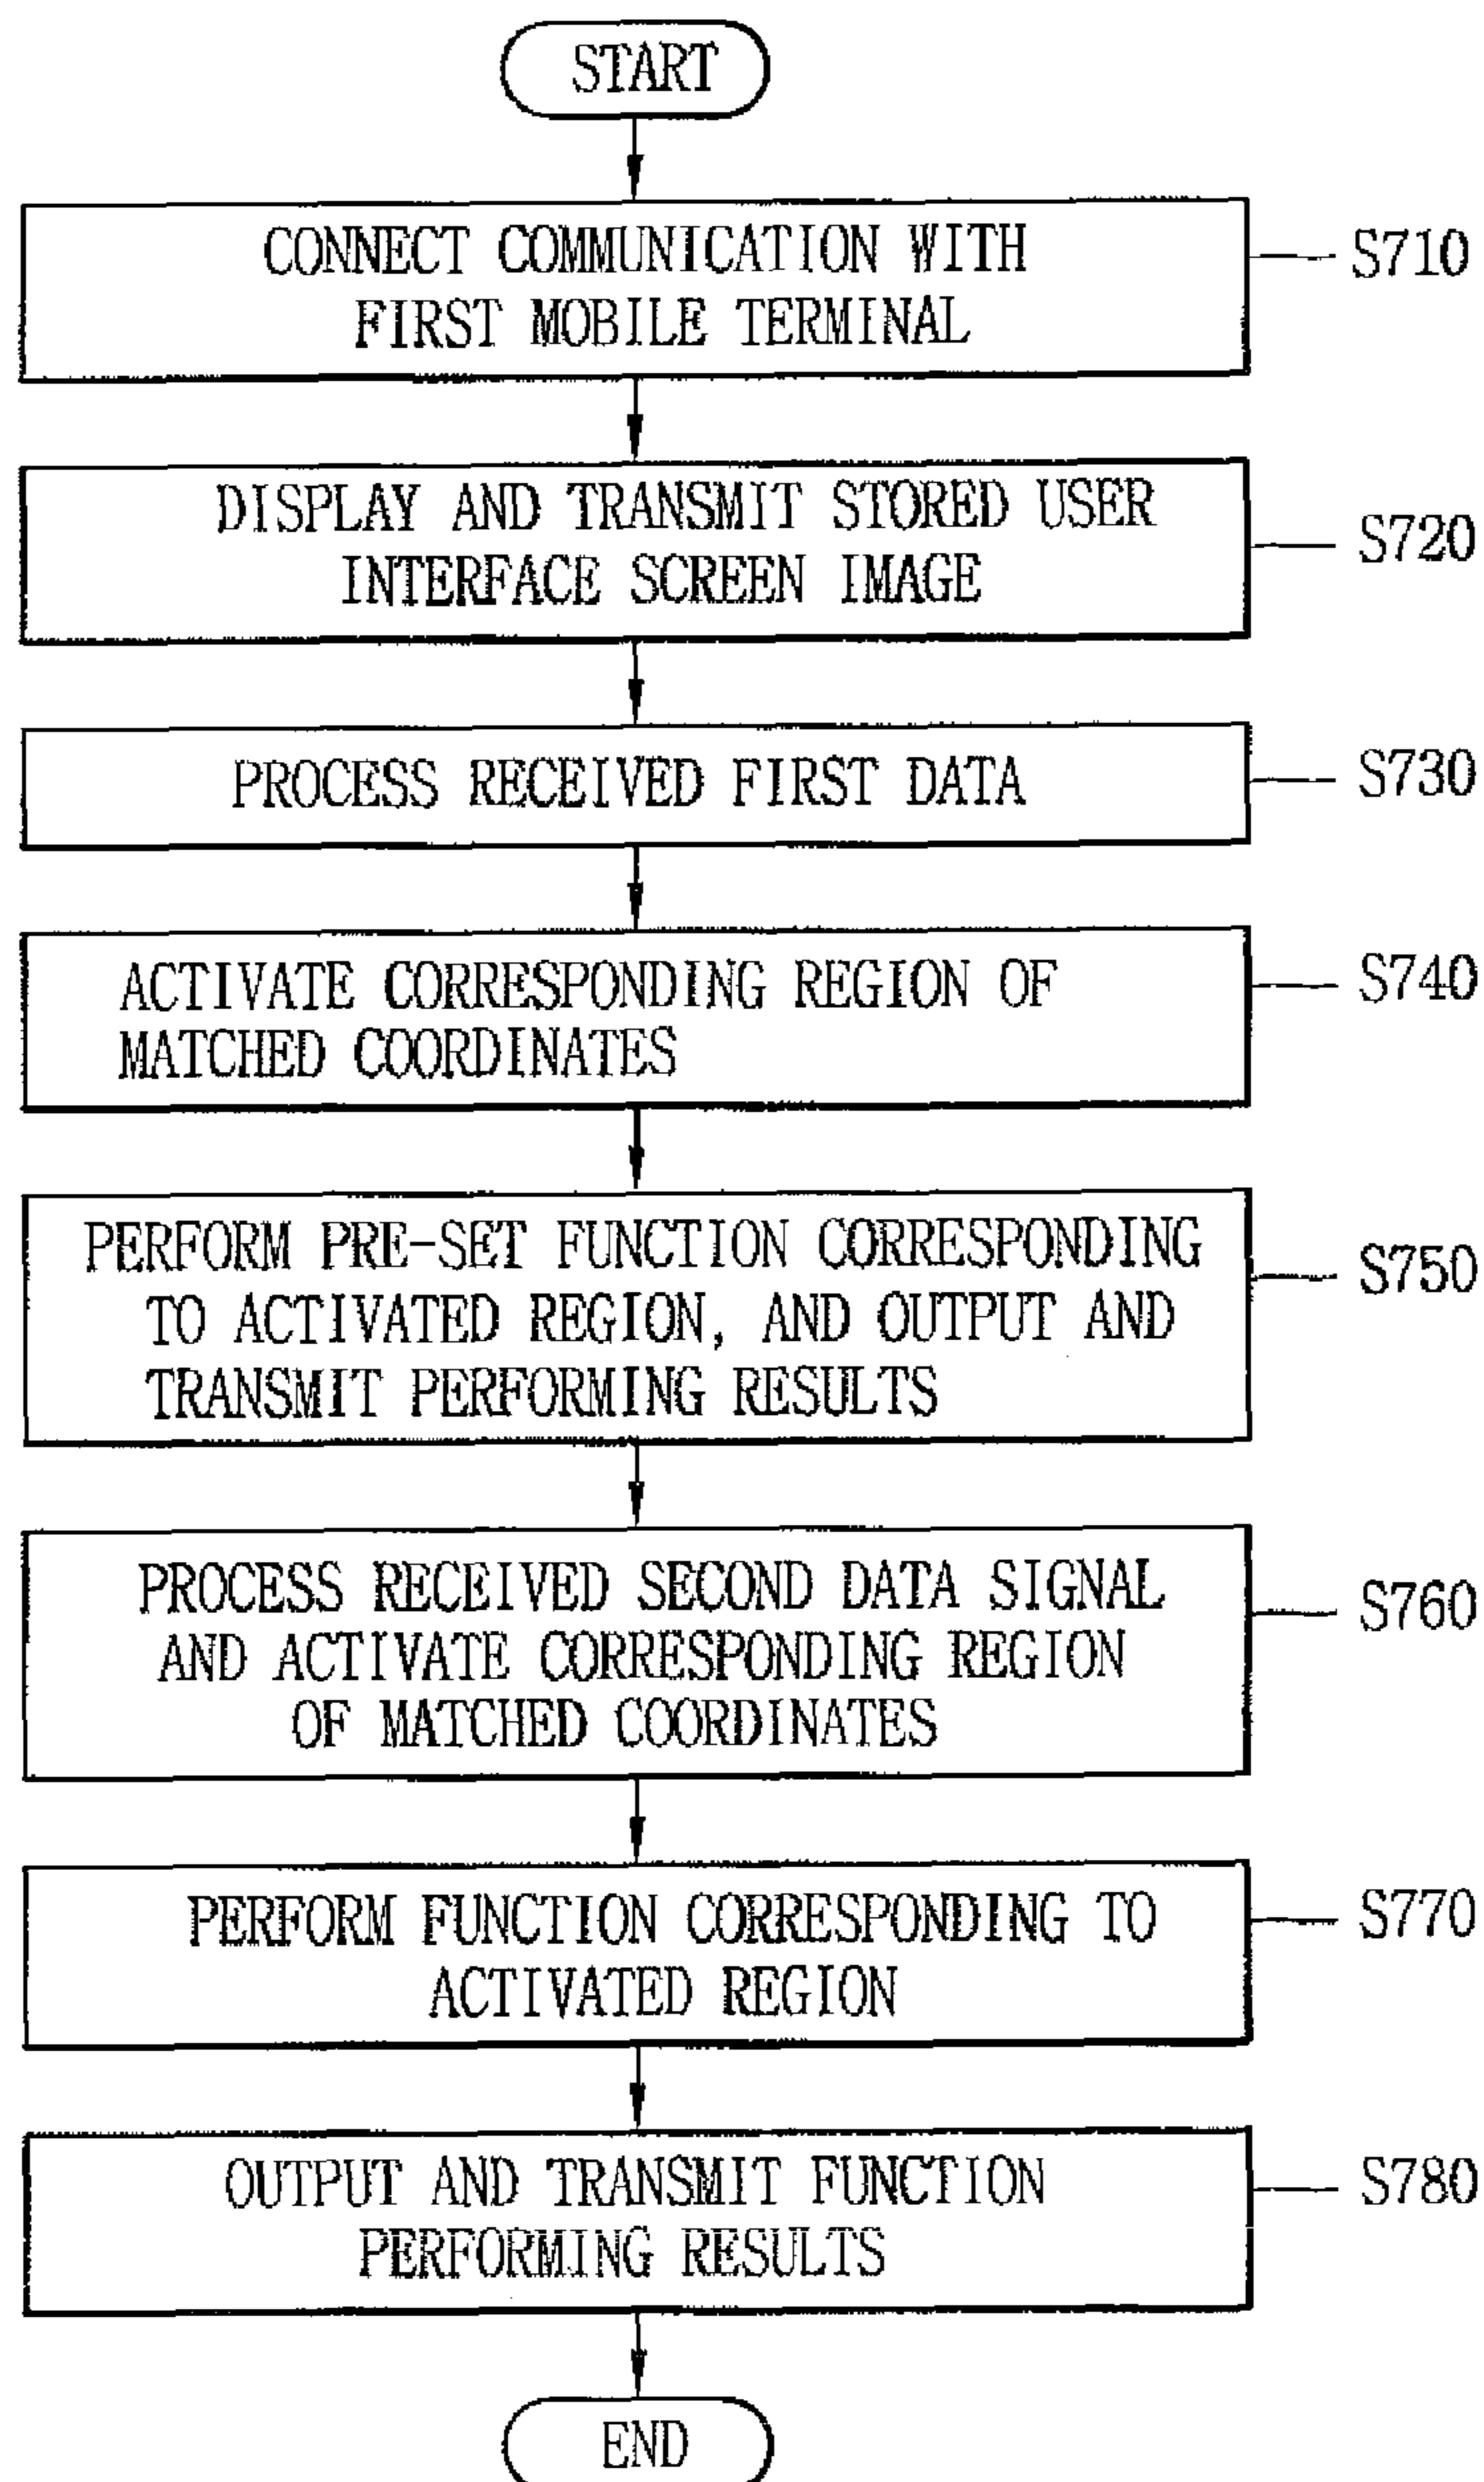 START
CONNECT COMMUNICATION WITH
FIRST MOBILE TERMINAL
S710
DISPLAY AND TRANSMIT STORED USER
INTERFACE SCREEN IMAGE
S720
PROCESS RECEIVED FIRST DATA
S730
ACTIVATE CORRESPONDING REGION OF
MATCHED COORDINATES
S740
PERFORM PRE-SET FUNCTION CORRESPONDING
TO ACTIVATED REGION, AND OUTPUT AND
TRANSMIT PERFORMING RESULTS
S750
PROCESS RECEIVED SECOND DATA SIGNAL
AND ACTIVATE CORRESPONDING REGION
OF MATCHED COORDINATES
S760
PERFORM FUNCTION CORRESPONDING TO
ACTIVATED REGION
S770
OUTPUT AND TRANSMIT FUNCTION
PERFORMING RESULTS
S780
END